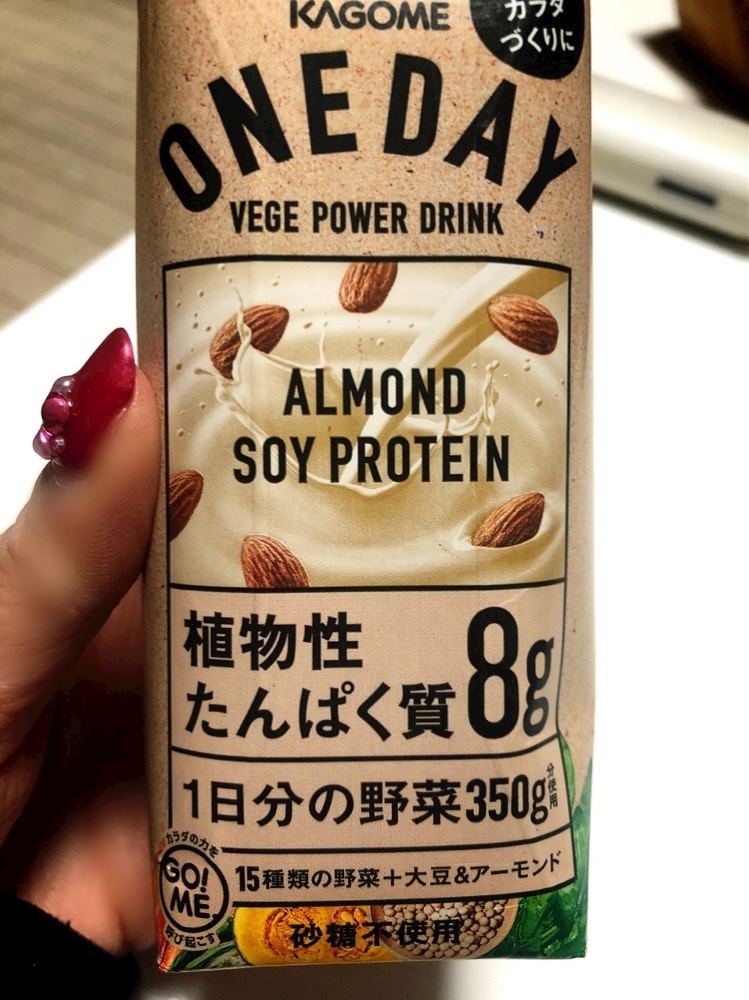 KAGOME
カラダ
づくりに
ONE DAY
VEGE POWER DRINK
ALMOND
SOY PROTEIN
植物性
たんぱく質 8g
1日分の野菜350g分使用
カラダの力を
GO!
ME.
呼び起こす
15種類の野菜+大豆&アーモンド
砂糖不使用